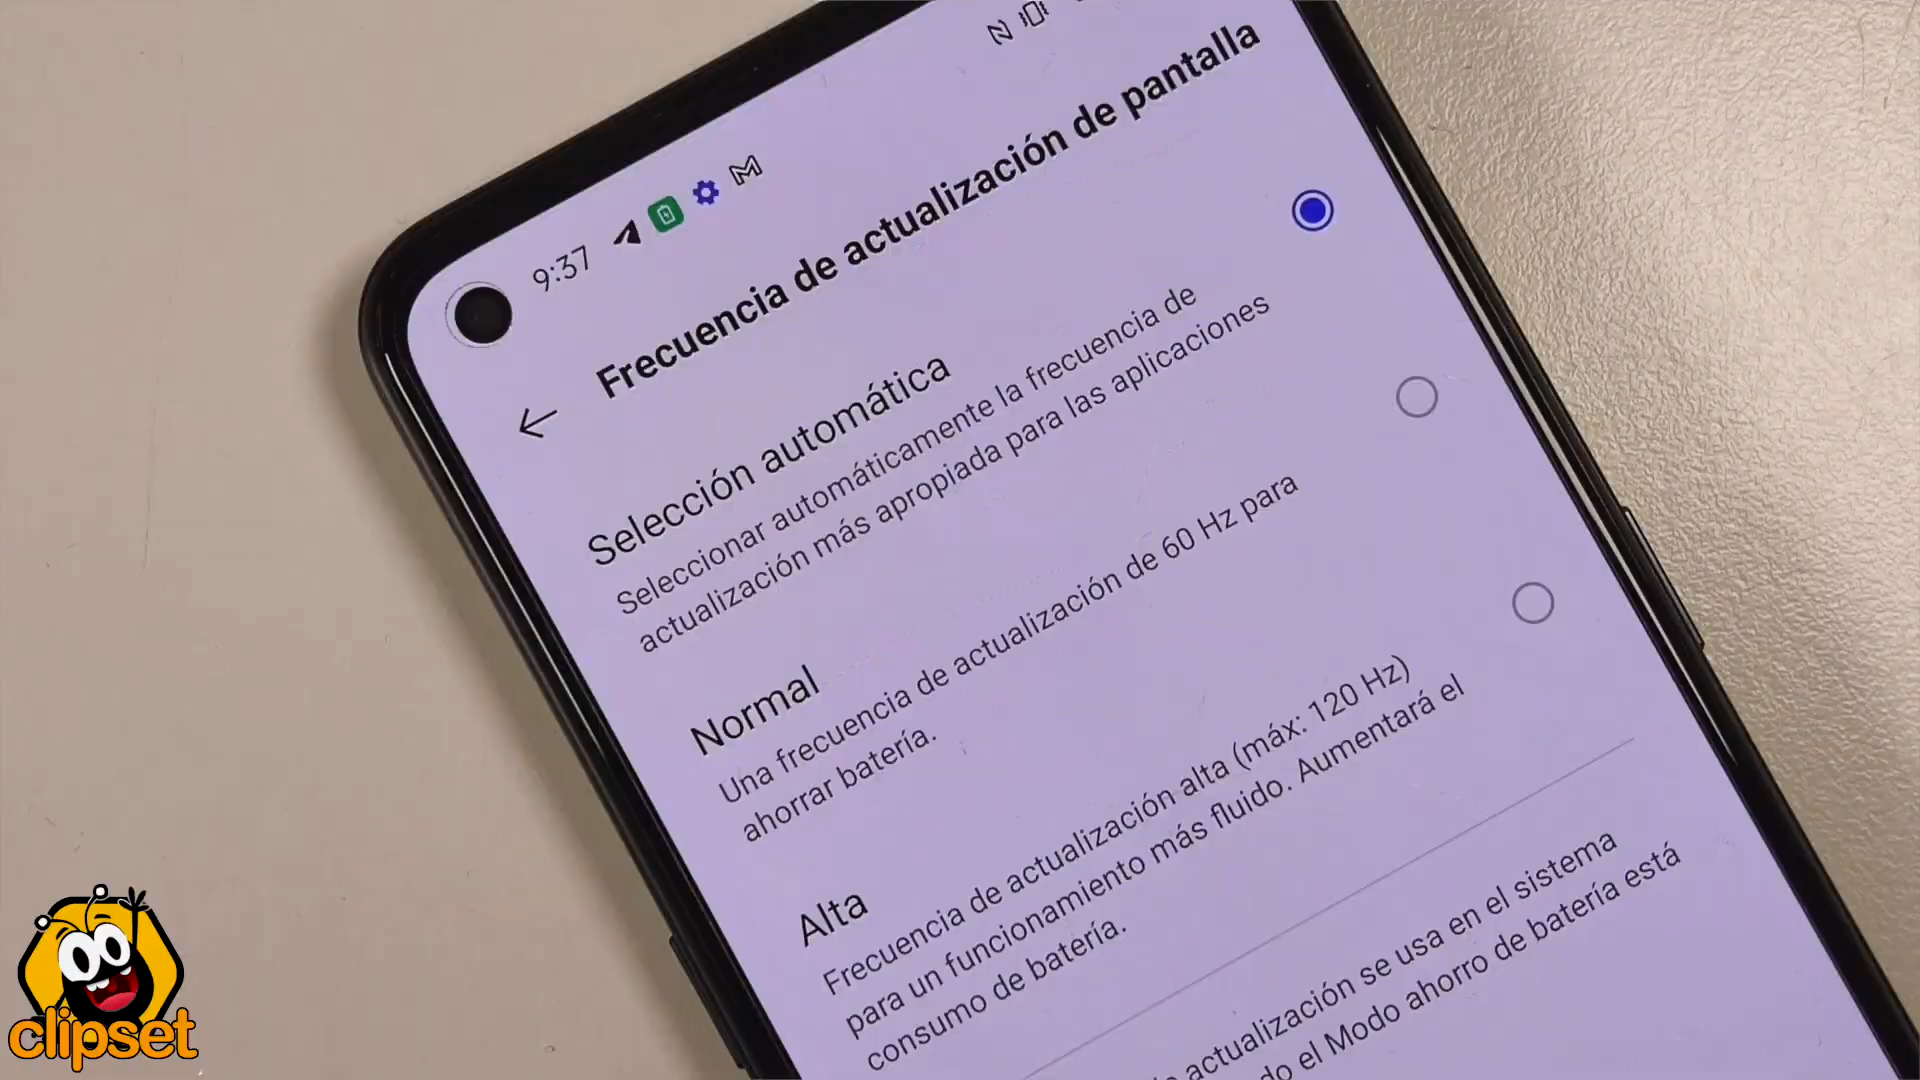 9:37
Frecuencia de actualización de pantalla
Selección automática
Seleccionar automáticamente la frecuencia de
actualización más apropiada para las aplicaciones
Normal
Una frecuencia de actualización de 60 Hz para
ahorrar batería.
Alta
Frecuencia de actualización alta (máx: 120 Hz)
para un funcionamiento más fluido. Aumentará el
consumo de batería.
actualización se usa en el sistema
el Modo ahorro de batería está
clipset